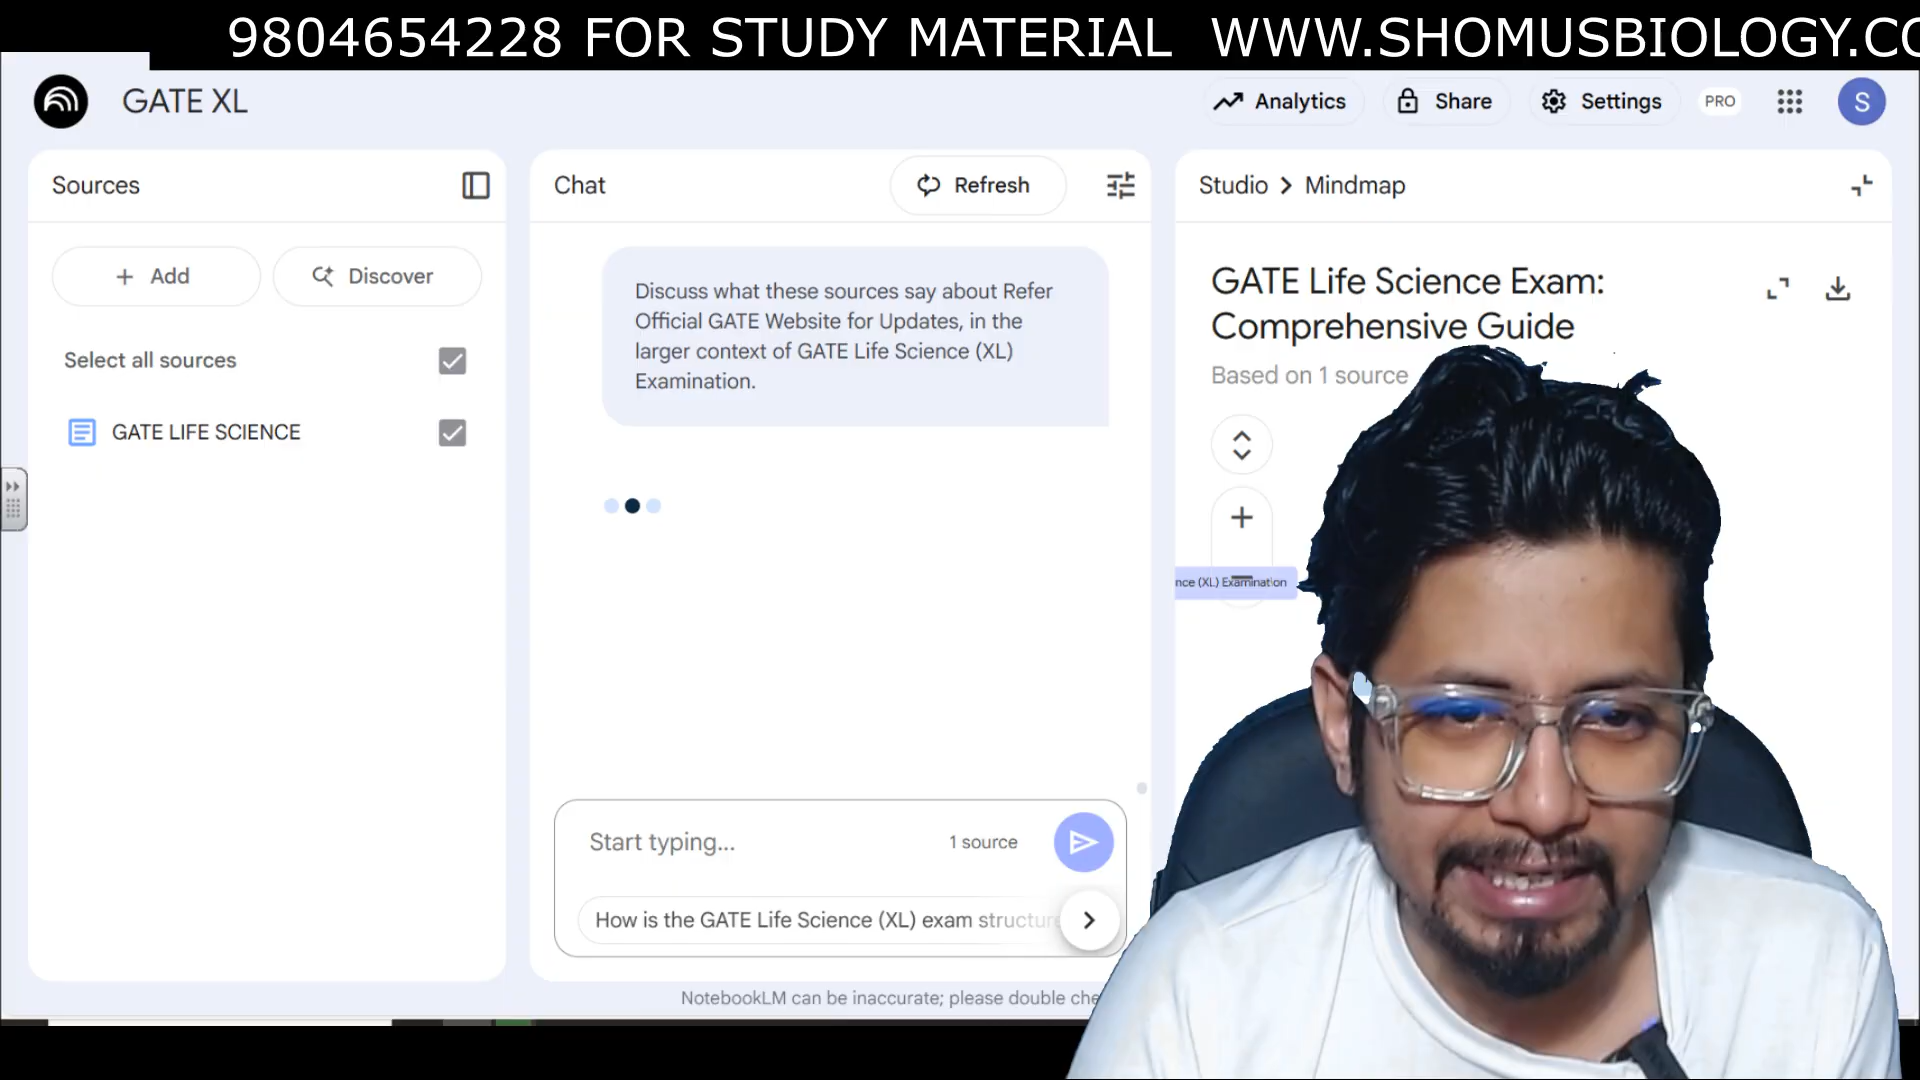 9804654228 FOR STUDY MATERIAL WWW.SHOMUSBIOLOGY.CO
GATE XL
Analytics
Share
Settings
PRO
S
Sources
Add
Discover
Select all sources
GATE LIFE SCIENCE
Chat
Refresh
Discuss what these sources say about Refer
Official GATE Website for Updates, in the
larger context of GATE Life Science (XL)
Examination.
Start typing...
1 source
How is the GATE Life Science (XL) exam structure
NotebookLM can be inaccurate; please double che
Studio > Mindmap
GATE Life Science Exam:
Comprehensive Guide
Based on 1 source
nce (XL) Examination